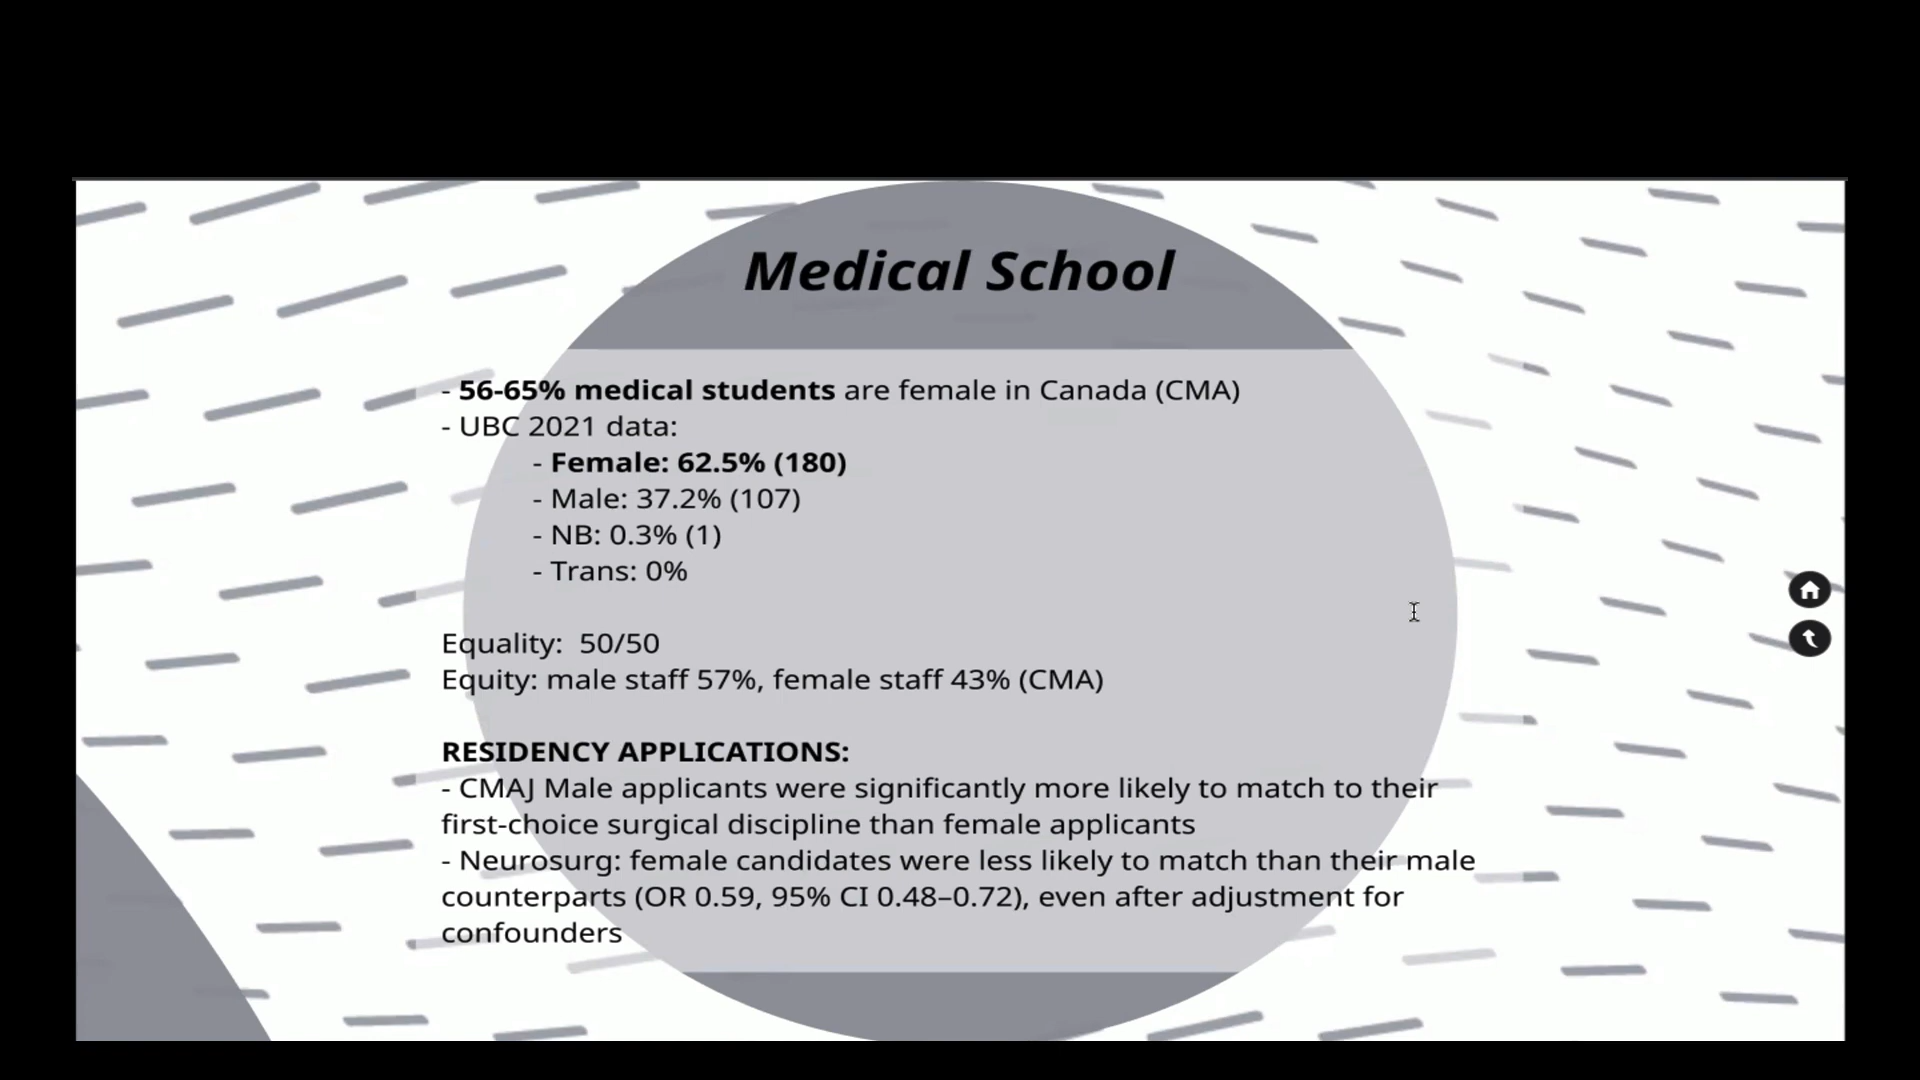 Medical School
- 56-65% medical students are female in Canada (CMA)
- UBC 2021 data:
- Female: 62.5% (180)
- Male: 37.2% (107)
- NB: 0.3% (1)
- Trans: 0%
Equality:  50/50
Equity: male staff 57%, female staff 43% (CMA)
RESIDENCY APPLICATIONS:
- CMAJ Male applicants were significantly more likely to match to their
first-choice surgical discipline than female applicants
- Neurosurg: female candidates were less likely to match than their male
counterparts (OR 0.59, 95% CI 0.48–0.72), even after adjustment for
confounders